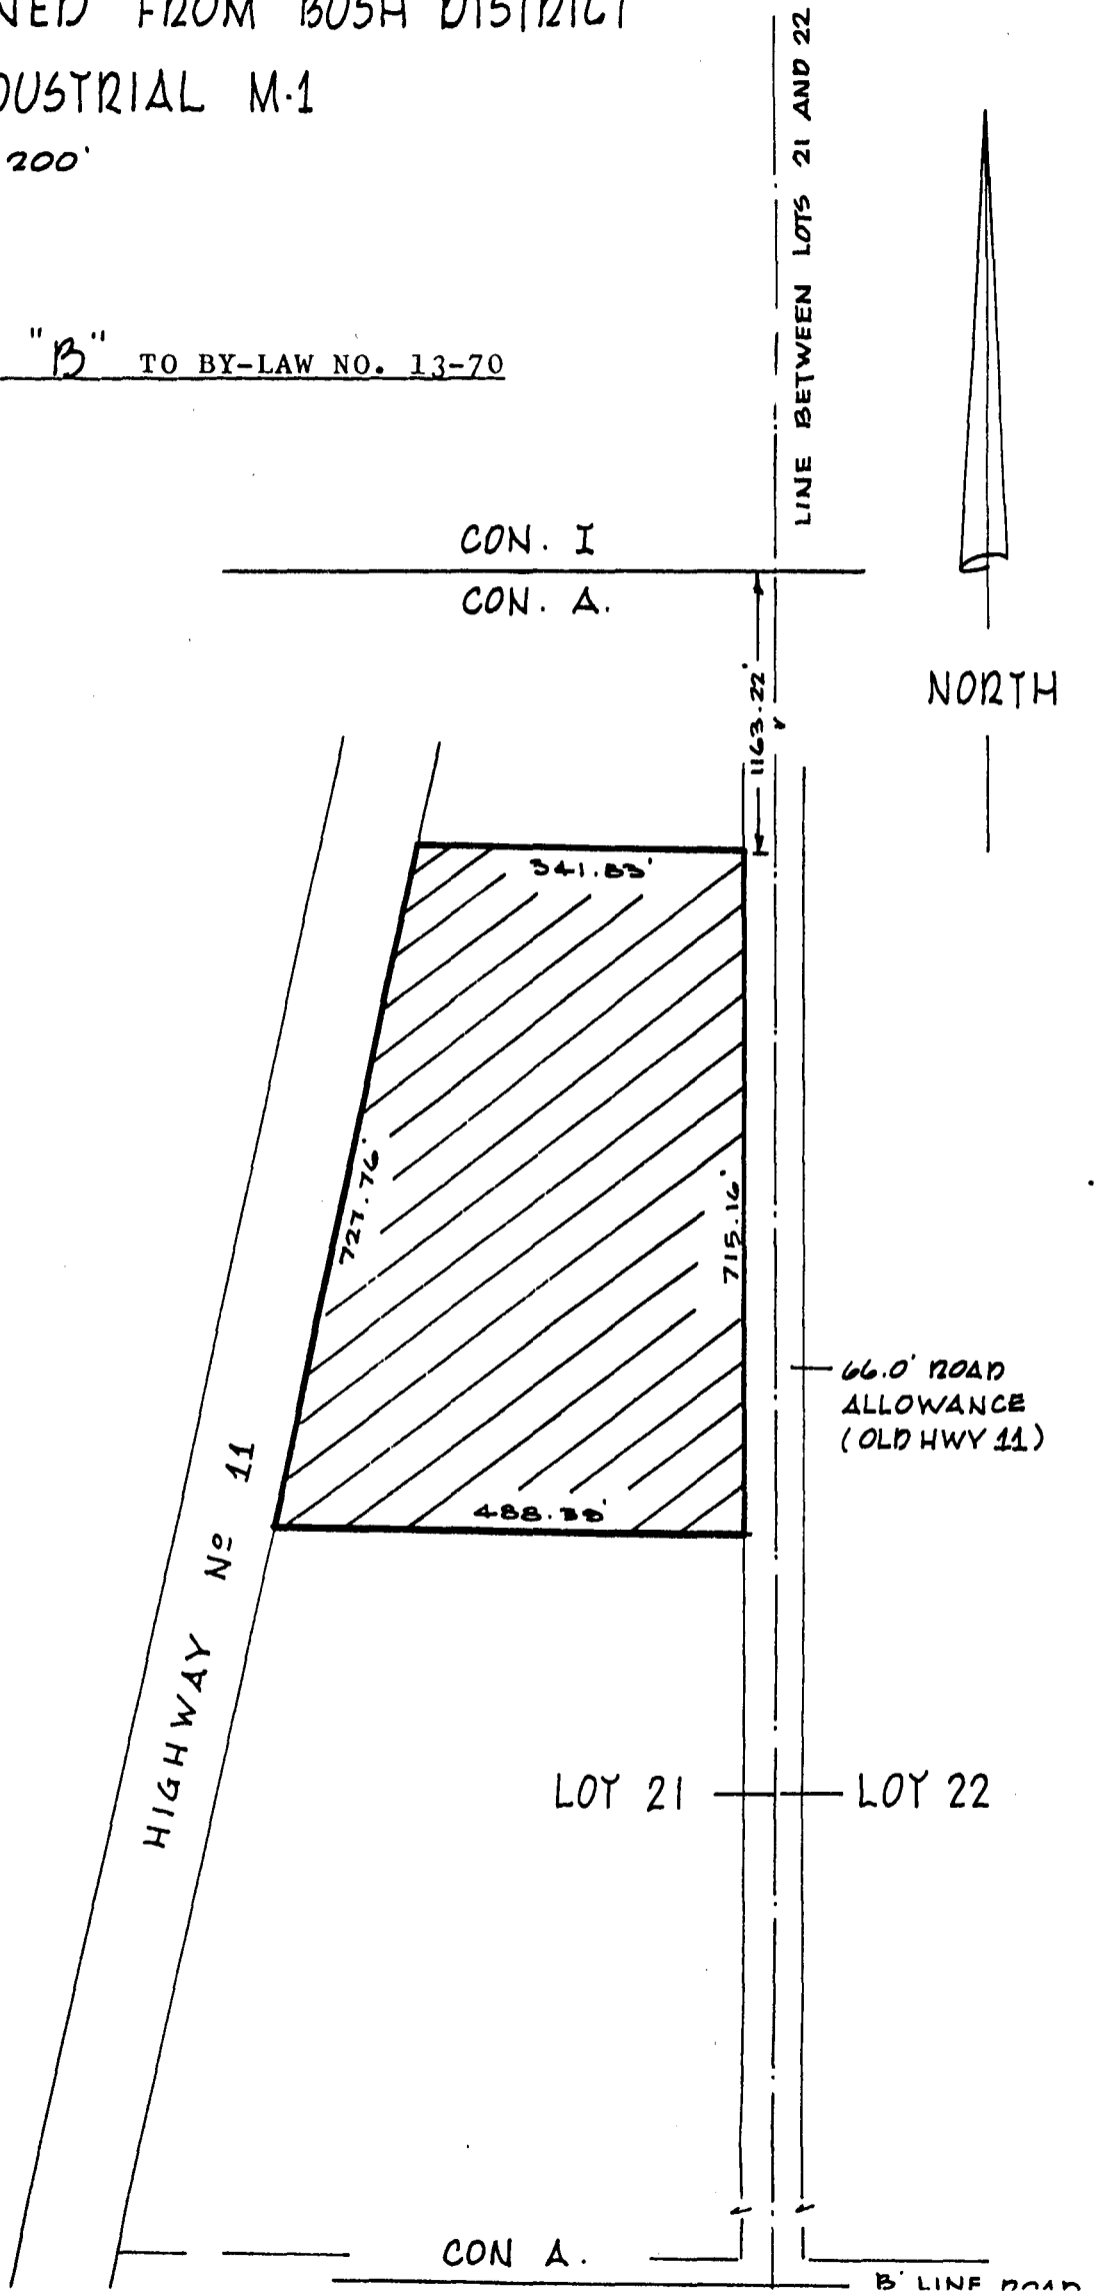 NED FROM BUSH DISTRICT
DUSTRIAL M-1
200'
"B" TO BY-LAW NO. 13-70
LINE BETWEEN LOTS 21 AND 22
CON. I
CON. A.
NORTH
1163.22'
341.83'
727.76'
715.16'
66.0' ROAD
ALLOWANCE
(OLD HWY 11)
488.38'
HIGHWAY Nº 11
LOT 21
LOT 22
CON A.
B' LINE ROAD